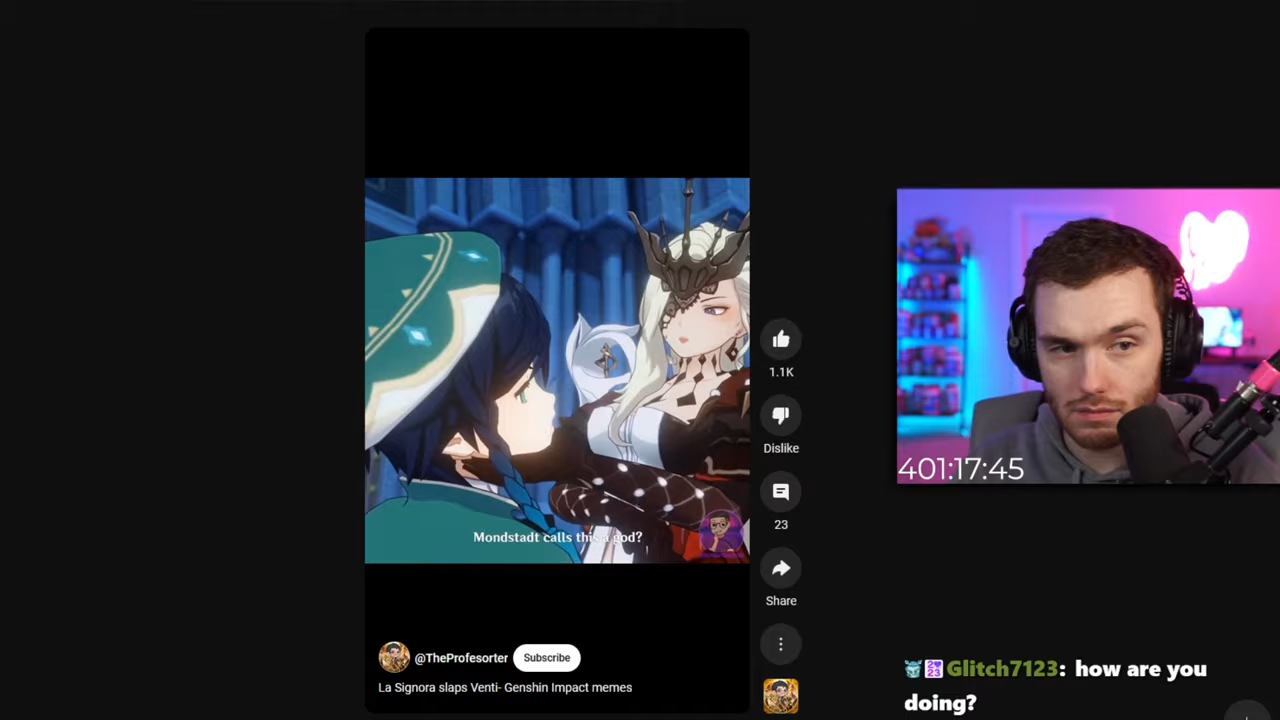 Mondstadt calls this a god?
1.1K
Dislike
23
Share
@TheProfesorter Subscribe
La Signora slaps Venti- Genshin Impact memes
401:17:45
Glitch7123: how are you
doing?